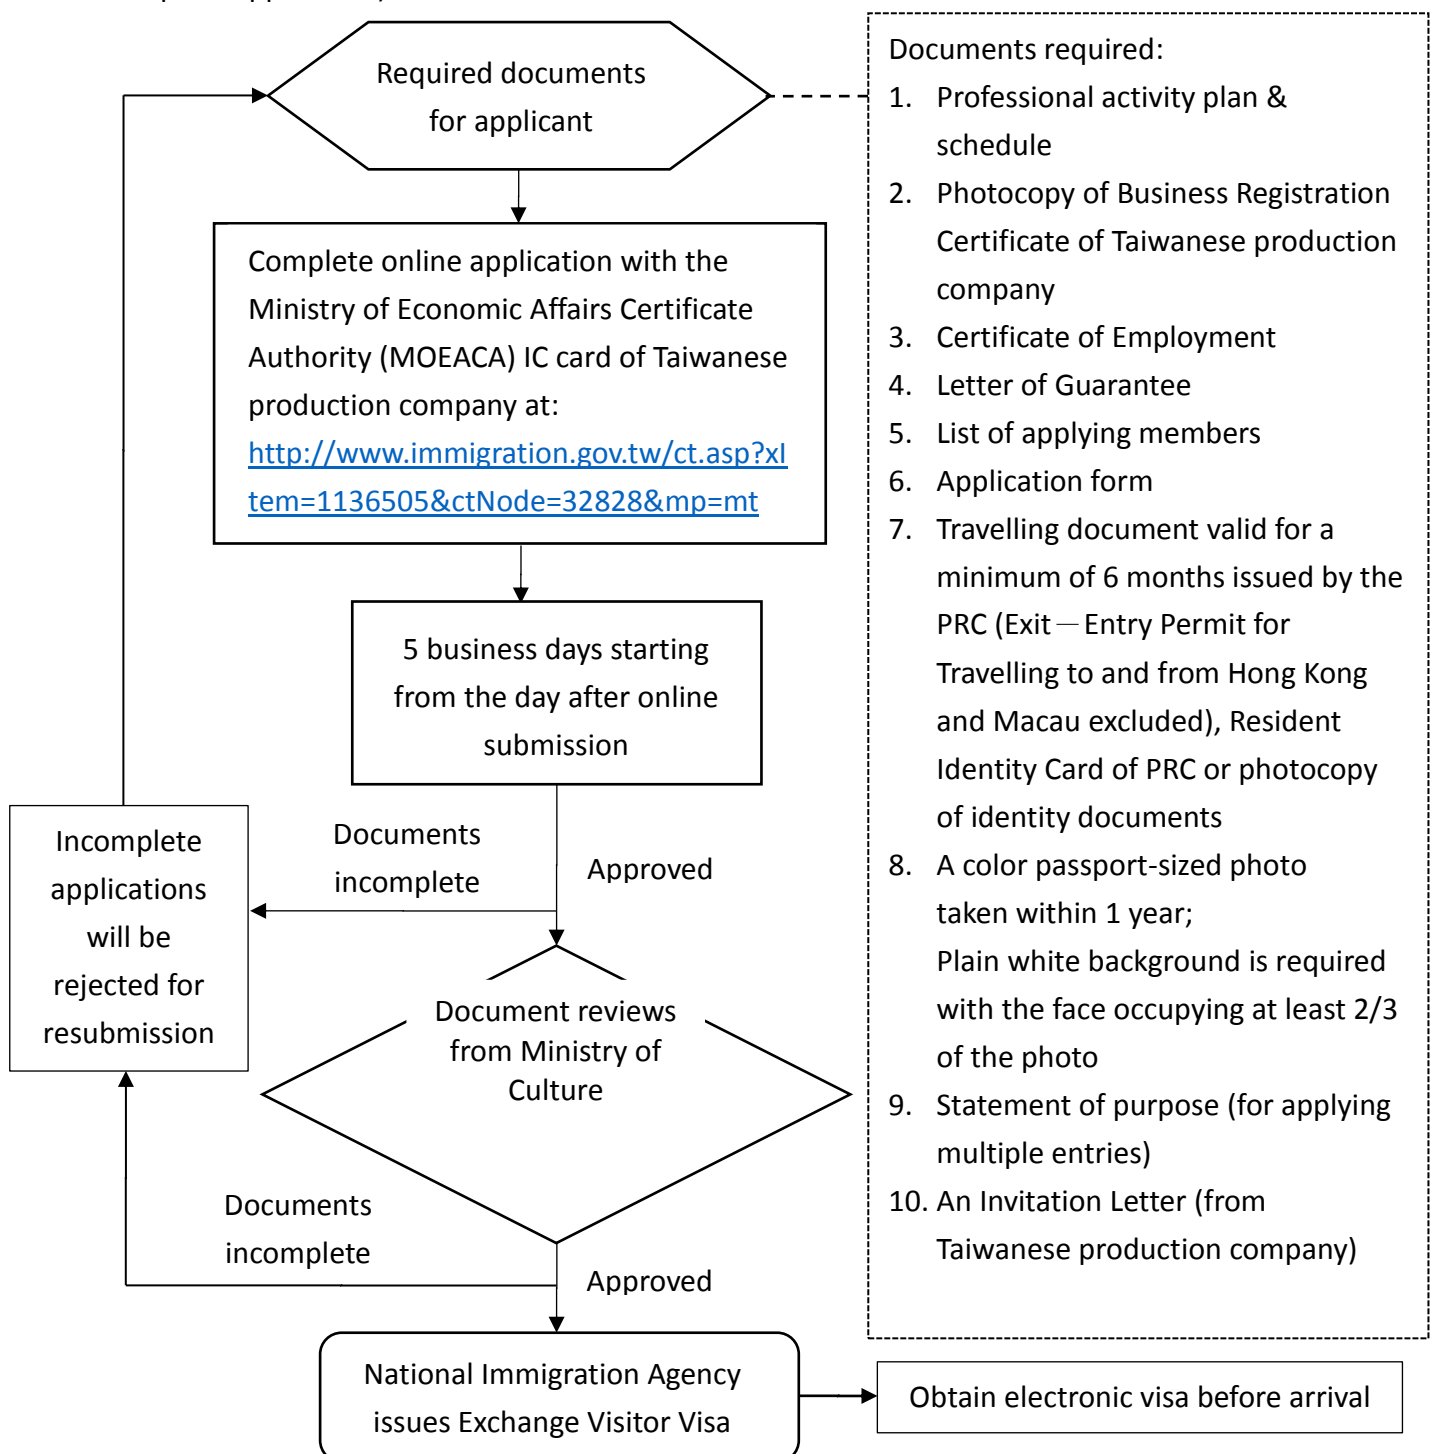 Required documents
for applicant
Complete online application with the
Ministry of Economic Affairs Certificate
Authority (MOEACA) IC card of Taiwanese
production company at:
http://www.immigration.gov.tw/ct.asp?xI
tem=1136505&ctNode=32828&mp=mt
5 business days starting
from the day after online
submission
Documents
incomplete
Approved
Incomplete
applications
will be
rejected for
resubmission
Document reviews
from Ministry of
Culture
Documents
incomplete
Approved
National Immigration Agency
issues Exchange Visitor Visa
Obtain electronic visa before arrival
Documents required:
1. Professional activity plan &
schedule
2. Photocopy of Business Registration
Certificate of Taiwanese production
company
3. Certificate of Employment
4. Letter of Guarantee
5. List of applying members
6. Application form
7. Travelling document valid for a
minimum of 6 months issued by the
PRC (Exit－Entry Permit for
Travelling to and from Hong Kong
and Macau excluded), Resident
Identity Card of PRC or photocopy
of identity documents
8. A color passport-sized photo
taken within 1 year;
Plain white background is required
with the face occupying at least 2/3
of the photo
9. Statement of purpose (for applying
multiple entries)
10. An Invitation Letter (from
Taiwanese production company)